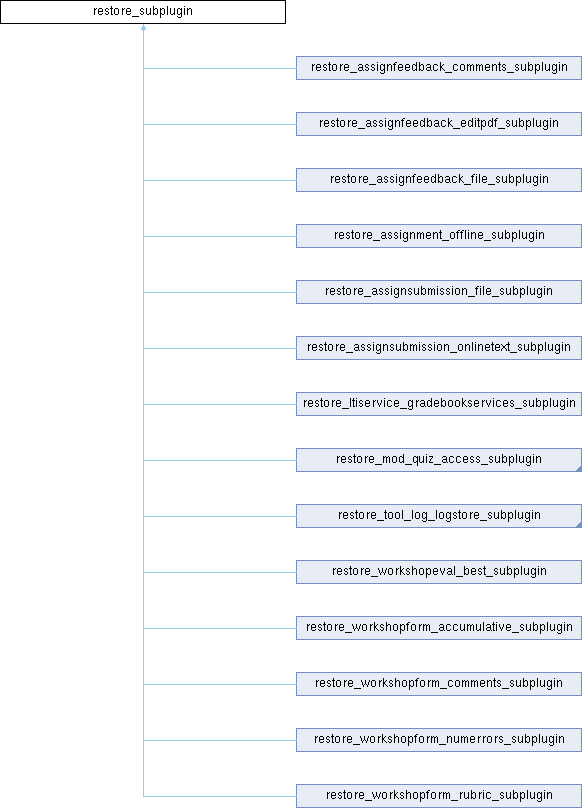 restore_subplugin
restore_assignfeedback_comments_subplugin
restore_assignfeedback_editpdf_subplugin
restore_assignfeedback_file_subplugin
restore_assignment_offline_subplugin
restore_assignsubmission_file_subplugin
restore_assignsubmission_onlinetext_subplugin
restore_ltiservice_gradebookservices_subplugin
restore_mod_quiz_access_subplugin
restore_tool_log_logstore_subplugin
restore_workshopeval_best_subplugin
restore_workshopform_accumulative_subplugin
restore_workshopform_comments_subplugin
restore_workshopform_numerrors_subplugin
restore_workshopform_rubric_subplugin